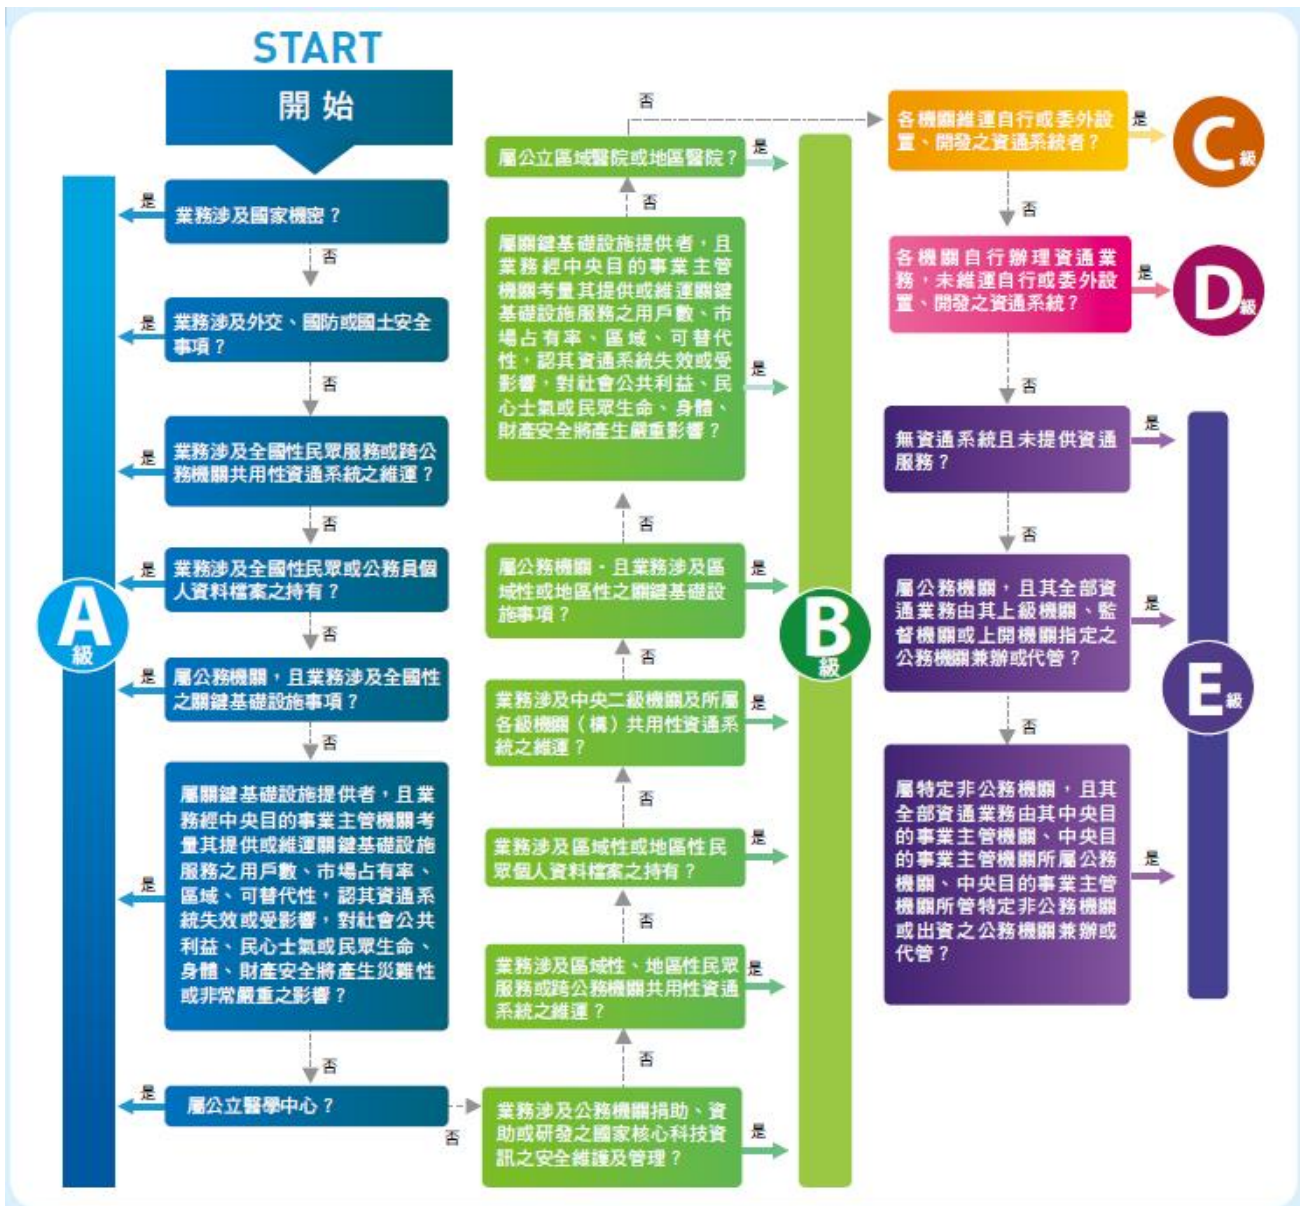 START
開始
業務涉及國家機密？
是
否
業務涉及外交、國防或國土安全
事項？
是
否
業務涉及全國性民眾服務或跨公
務機關共用性資通系統之維運？
是
否
業務涉及全國性民眾或公務員個
人資料檔案之持有？
是
否
屬公務機關，且業務涉及全國性
之關鍵基礎設施事項？
是
否
屬關鍵基礎設施提供者，且業
務經中央目的事業主管機關考
量其提供或維運關鍵基礎設施
服務之用戶數、市場占有率、
區域、可替代性，認其資通系
統失效或受影響，對社會公共
利益、民心士氣或民眾生命、
身體、財產安全將產生災難性
或非常嚴重之影響？
是
否
屬公立醫學中心？
是
否
A
級
業務涉及公務機關捐助、資
助或研發之國家核心科技資
訊之安全維護及管理？
是
否
業務涉及區域性、地區性民眾
服務或跨公務機關共用性資通
系統之維運？
是
否
業務涉及區域性或地區性民
眾個人資料檔案之持有？
是
否
業務涉及中央二級機關及所屬
各級機關（構）共用性資通系
統之維運？
是
否
屬公務機關，且業務涉及區
域性或地區性之關鍵基礎設
施事項？
是
否
屬關鍵基礎設施提供者，且
業務經中央目的事業主管
機關考量其提供或維運關鍵
基礎設施服務之用戶數、市
場占有率、區域、可替代
性，認其資通系統失效或受
影響，對社會公共利益、民
心士氣或民眾生命、身體、
財產安全將產生嚴重影響？
是
否
屬公立區域醫院或地區醫院？
是
否
B
級
各機關維運自行或委外設
置、開發之資通系統者？
是
否
C
級
各機關自行辦理資通業
務，未維運自行或委外設
置、開發之資通系統？
是
否
D
級
無資通系統且未提供資通
服務？
是
否
屬公務機關，且其全部資
通業務由其上級機關、監
督機關或上開機關指定之
公務機關兼辦或代管？
是
否
屬特定非公務機關，且其
全部資通業務由其中央目
的事業主管機關、中央目
的事業主管機關所屬公務
機關、中央目的事業主管
機關所管特定非公務機關
或出資之公務機關兼辦或
代管？
是
E
級